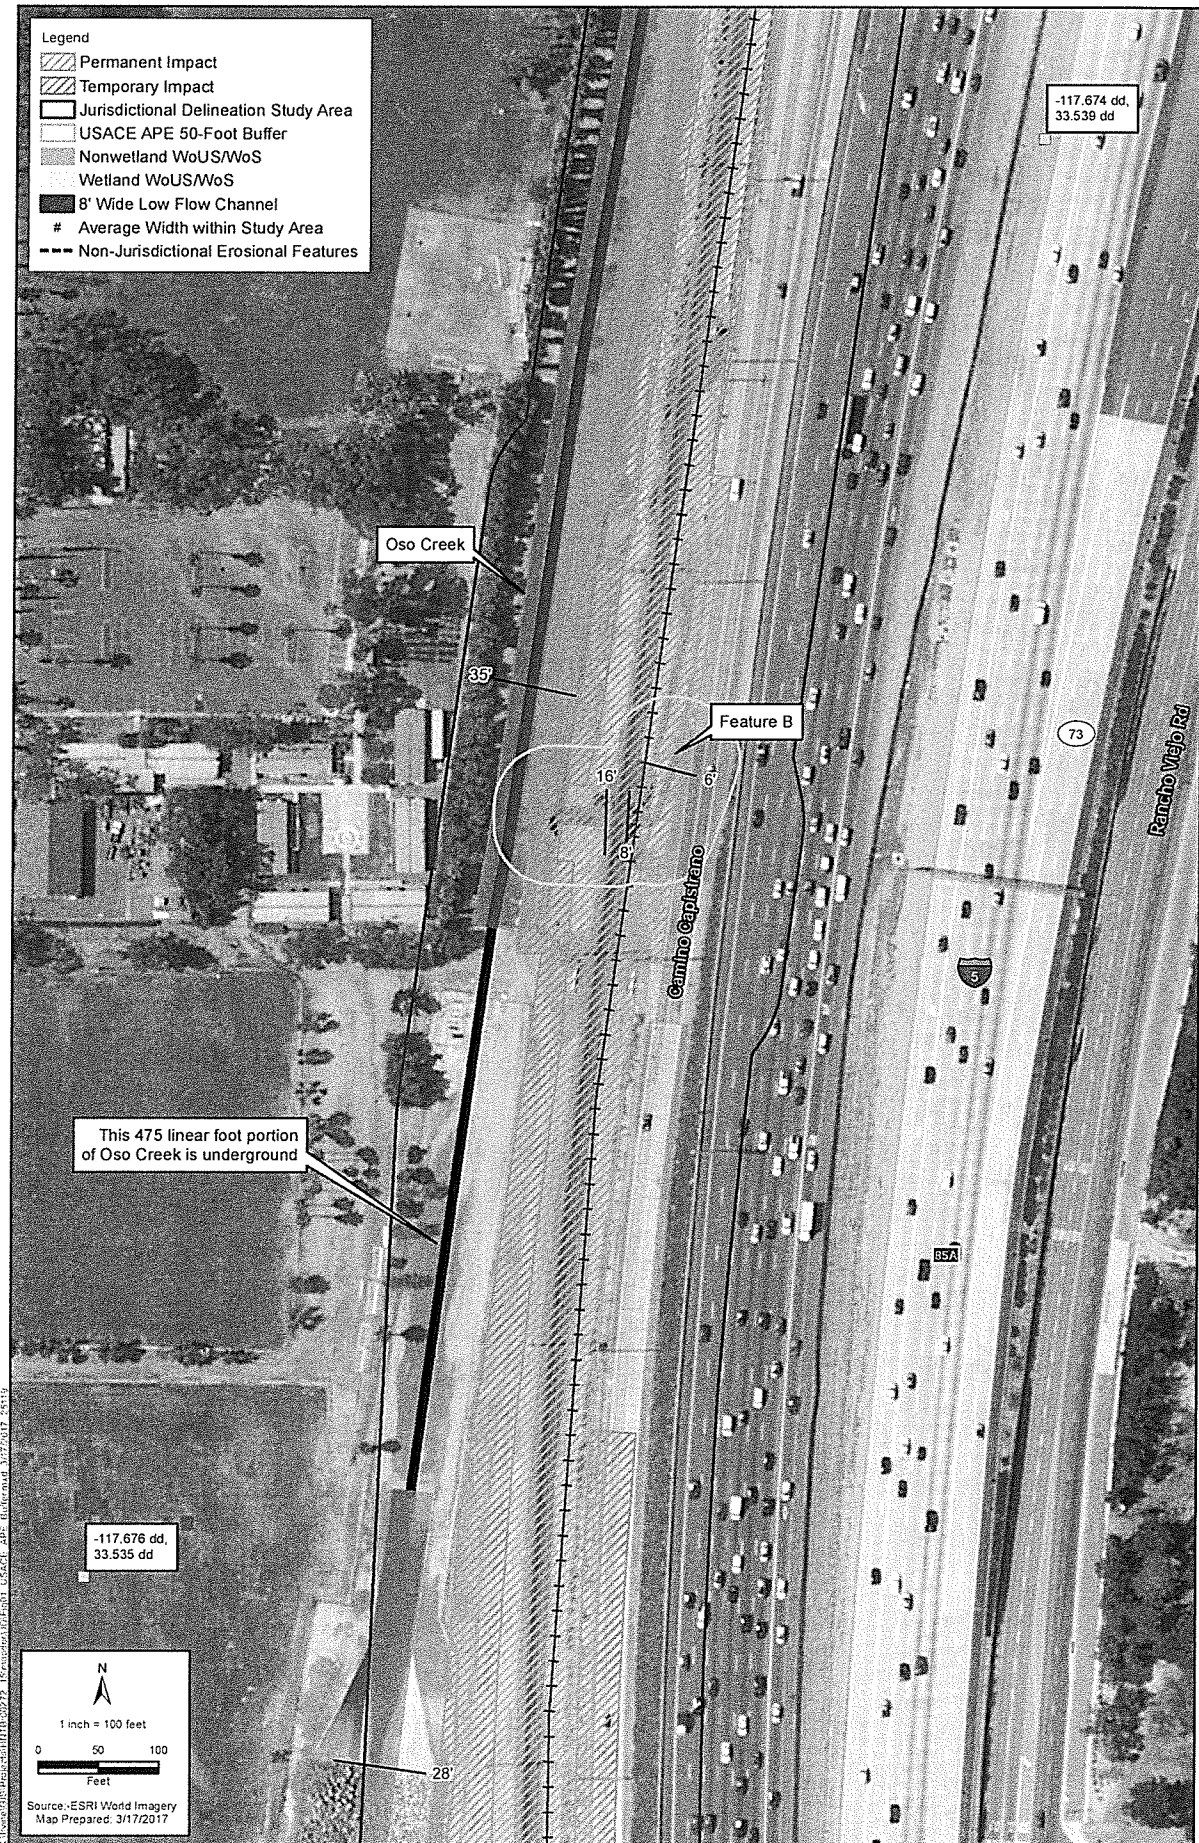 Legend
Permanent Impact
Temporary Impact
Jurisdictional Delineation Study Area
USACE APE 50-Foot Buffer
Nonwetland WoUS/WoS
Wetland WoUS/WoS
8' Wide Low Flow Channel
# Average Width within Study Area
Non-Jurisdictional Erosional Features
-117.674 dd,
33.539 dd
Oso Creek
35'
Feature B
73
Rancho Viejo Rd
16'
6'
8'
Camino Capistrano
5
This 475 linear foot portion
of Oso Creek is underground
85A
-117.676 dd,
33.535 dd
N
1 inch = 100 feet
0 50 100
Feet
Source: ESRI World Imagery
Map Prepared: 3/17/2017
28'